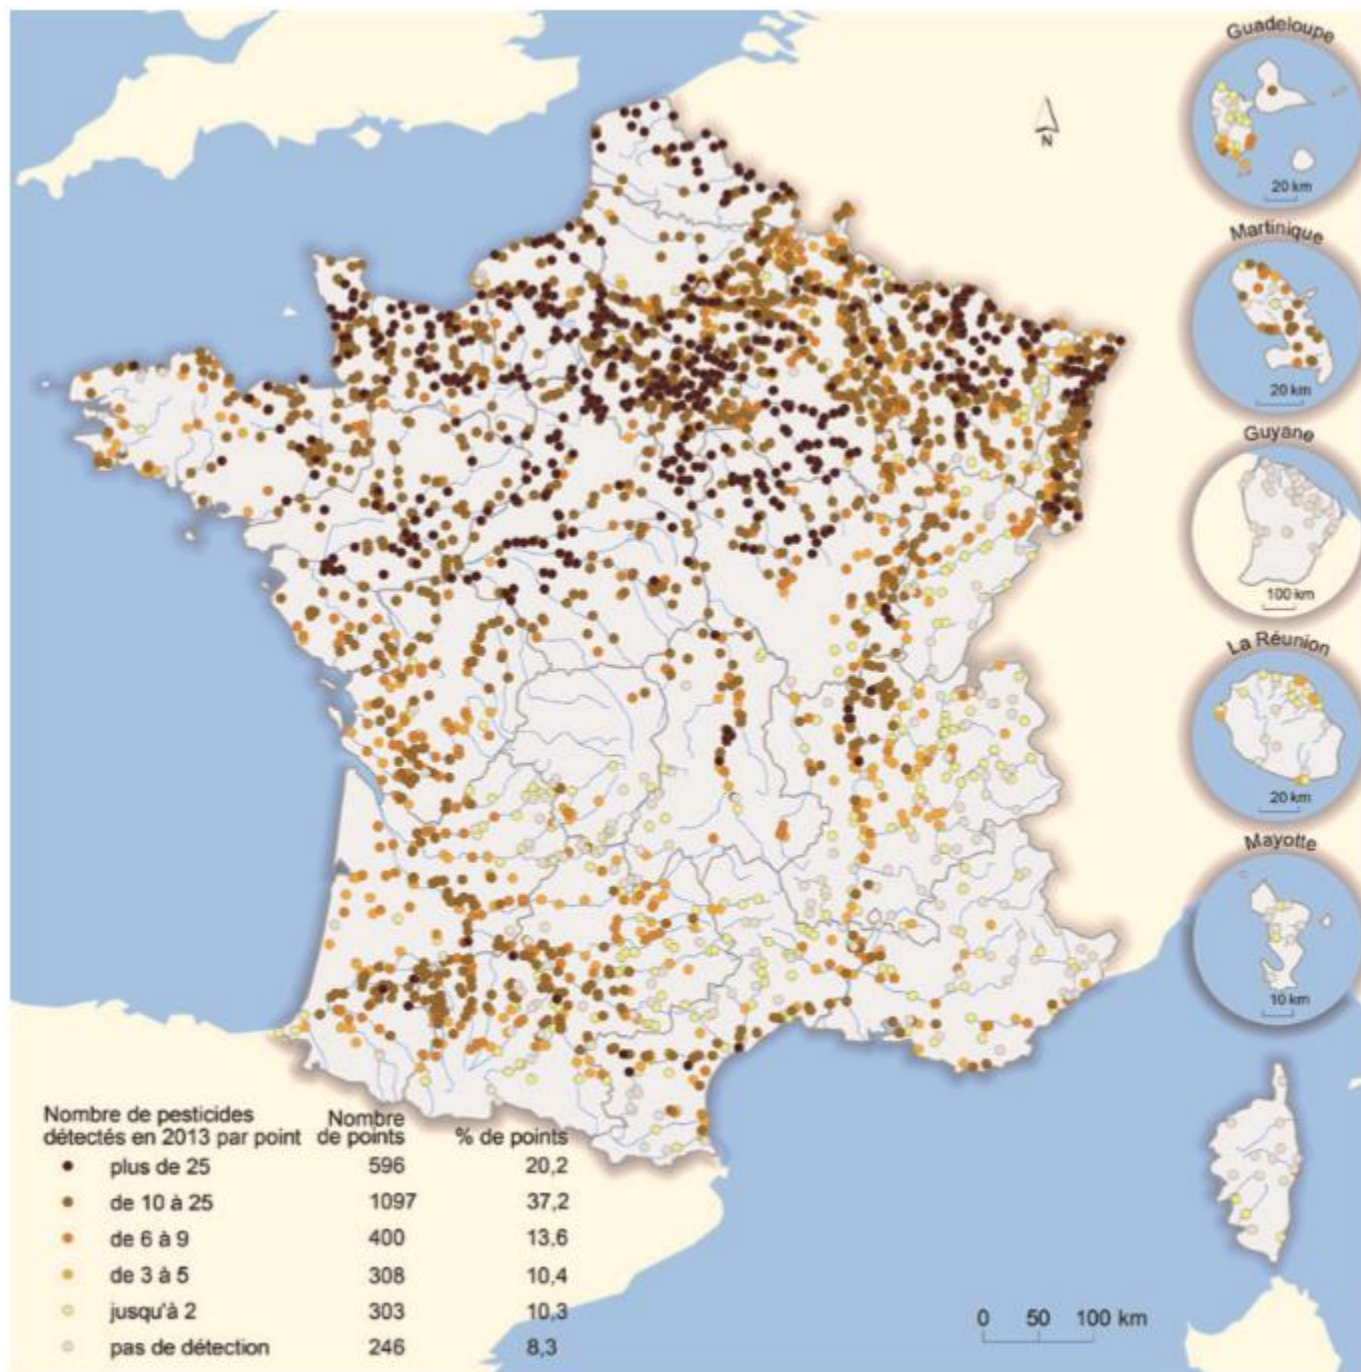 Guadeloupe
20 km
N
Martinique
20 km
Guyane
100 km
La Réunion
20 km
Mayotte
10 km
Nombre de pesticides détectés en 2013 par point Nombre de points % de points
plus de 25 596 20,2
de 10 à 25 1097 37,2
de 6 à 9 400 13,6
de 3 à 5 308 10,4
jusqu'à 2 303 10,3
pas de détection 246 8,3
0 50 100 km